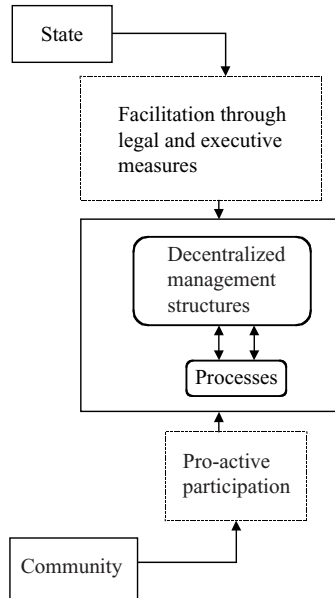 State
Facilitation through
legal and executive
measures
Decentralized
management
structures
Processes
Pro-active
participation
Community